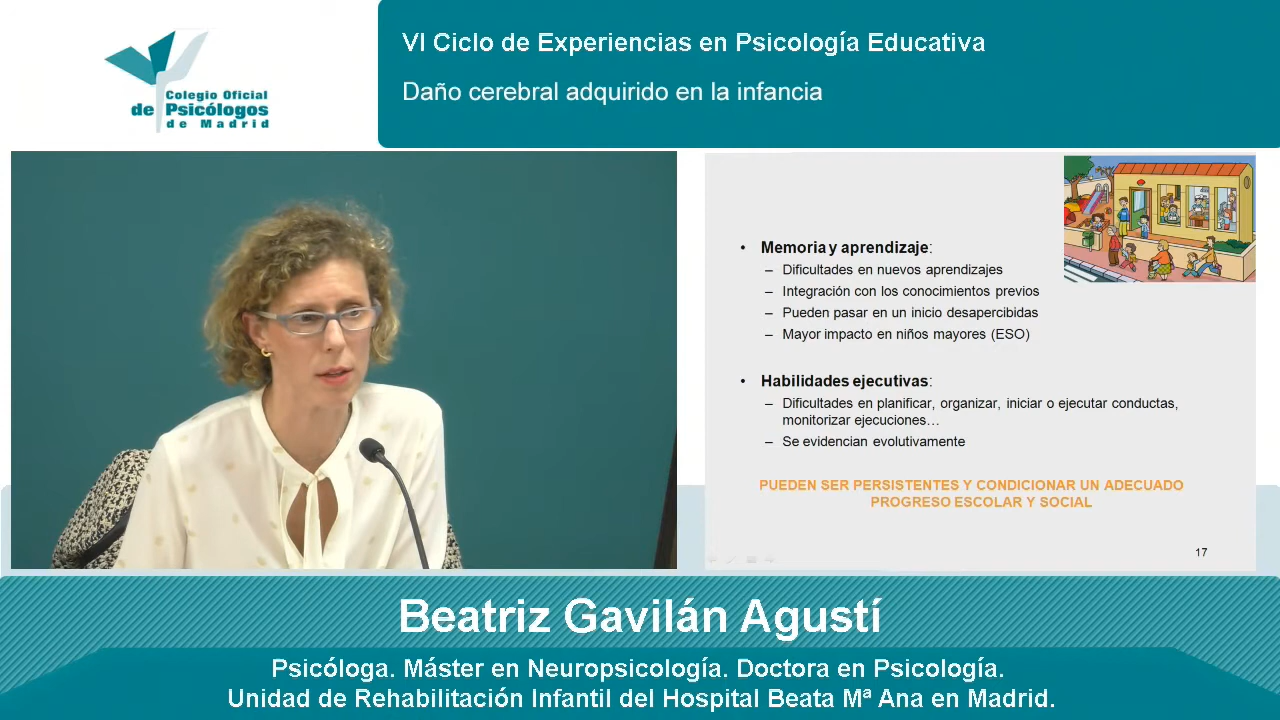 Colegio Oficial
de Psicólogos
de Madrid
VI Ciclo de Experiencias en Psicología Educativa
Daño cerebral adquirido en la infancia
• Memoria y aprendizaje:
– Dificultades en nuevos aprendizajes
– Integración con los conocimientos previos
– Pueden pasar en un inicio desapercibidas
– Mayor impacto en niños mayores (ESO)
• Habilidades ejecutivas:
– Dificultades en planificar, organizar, iniciar o ejecutar conductas,
monitorizar ejecuciones…
– Se evidencian evolutivamente
PUEDEN SER PERSISTENTES Y CONDICIONAR UN ADECUADO
PROGRESO ESCOLAR Y SOCIAL
17
Beatriz Gavilán Agustí
Psicóloga. Máster en Neuropsicología. Doctora en Psicología.
Unidad de Rehabilitación Infantil del Hospital Beata Mª Ana en Madrid.